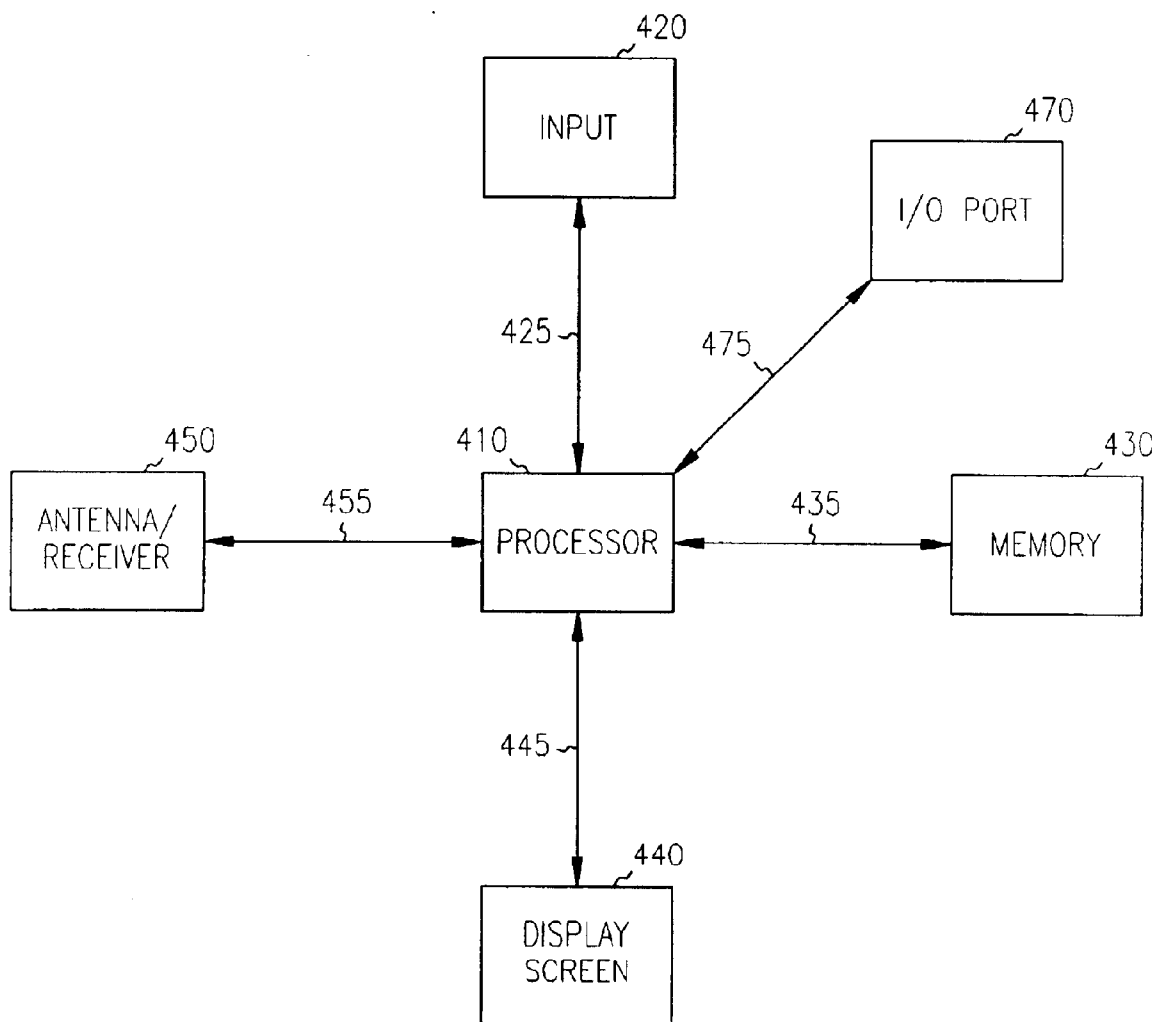 420
INPUT
470
I/O PORT
425
475
450
ANTENNA/
RECEIVER
455
410
PROCESSOR
435
430
MEMORY
445
440
DISPLAY
SCREEN